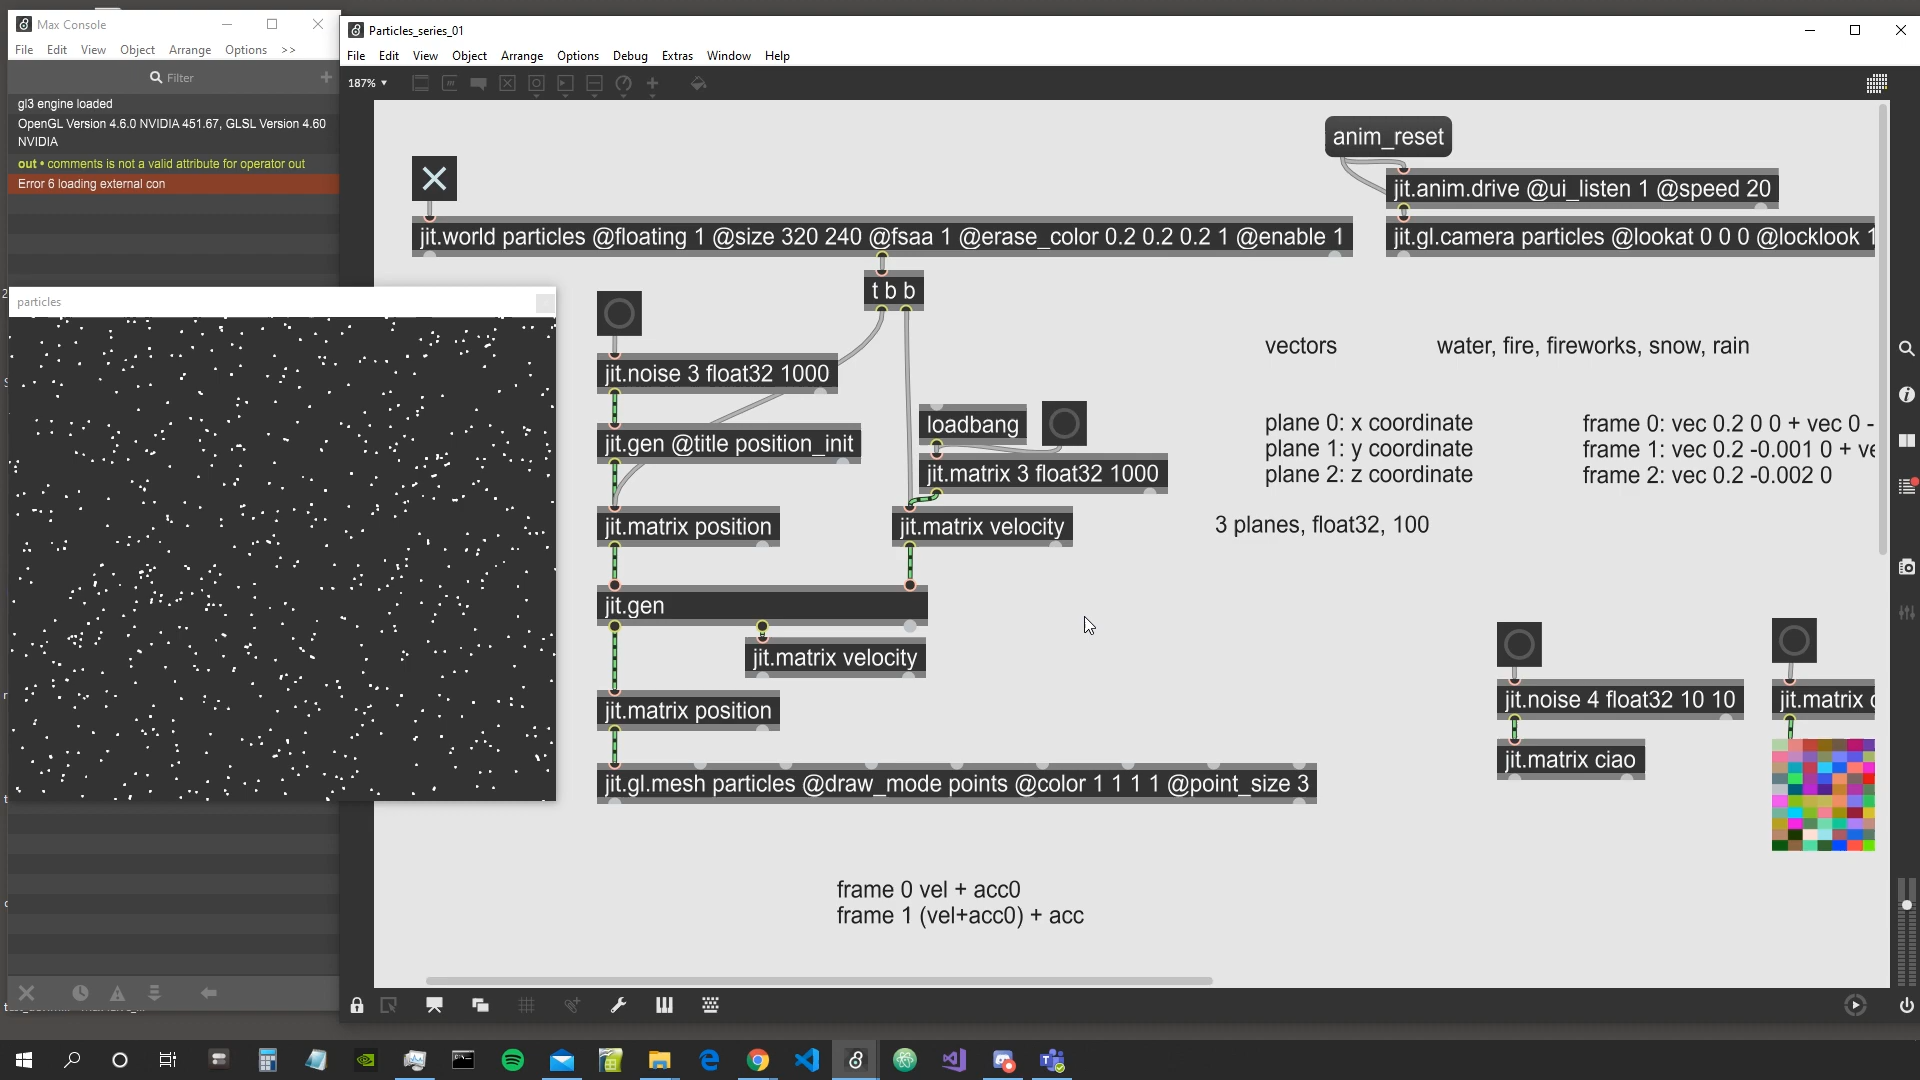 Max Console
File Edit View Object Arrange Options >>
Filter
gl3 engine loaded
OpenGL Version 4.6.0 NVIDIA 451.67, GLSL Version 4.60
NVIDIA
out • comments is not a valid attribute for operator out
Error 6 loading external con
particles
Particles_series_01
File Edit View Object Arrange Options Debug Extras Window Help
187%
anim_reset
jit.anim.drive @ui_listen 1 @speed 20
jit.world particles @floating 1 @size 320 240 @fsaa 1 @erase_color 0.2 0.2 0.2 1 @enable 1
jit.gl.camera particles @lookat 0 0 0 @locklook 1
t b b
jit.noise 3 float32 1000
vectors
water, fire, fireworks, snow, rain
loadbang
jit.gen @title position_init
jit.matrix 3 float32 1000
plane 0: x coordinate
plane 1: y coordinate
plane 2: z coordinate
frame 0: vec 0.2 0 0 + vec 0 -
frame 1: vec 0.2 -0.001 0 + ve
frame 2: vec 0.2 -0.002 0
jit.matrix position
jit.matrix velocity
3 planes, float32, 100
jit.gen
jit.matrix velocity
jit.matrix position
jit.noise 4 float32 10 10
jit.matrix c
jit.matrix ciao
jit.gl.mesh particles @draw_mode points @color 1 1 1 1 @point_size 3
frame 0 vel + acc0
frame 1 (vel+acc0) + acc